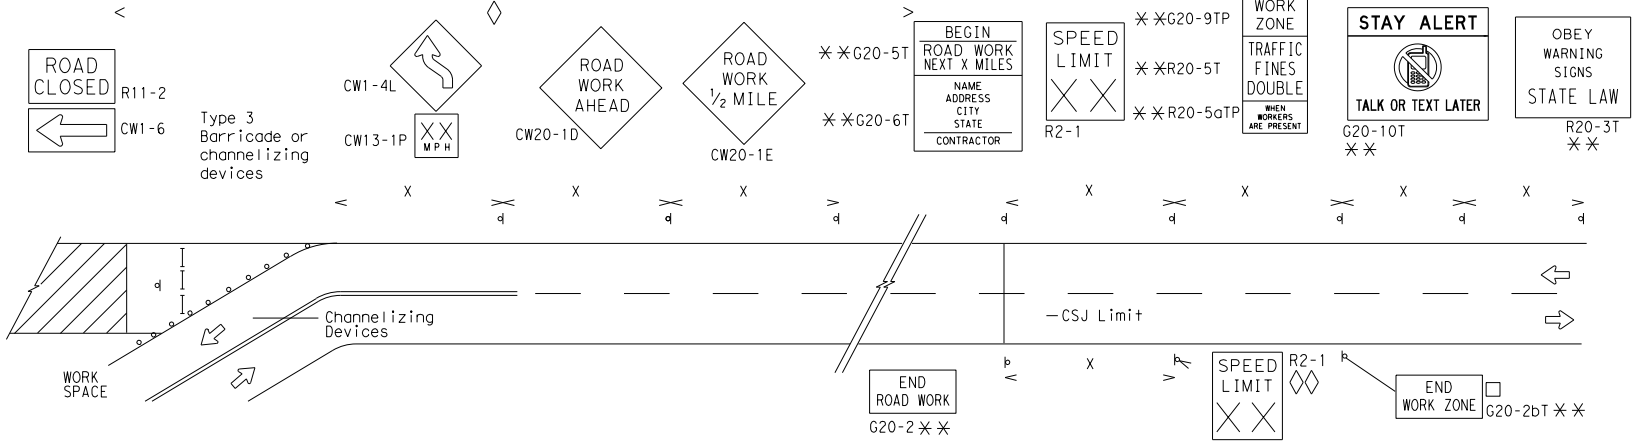 ROAD
CLOSED
R11-2
CW1-6
Type 3
Barricade or
channelizing
devices
CW1-4L
XX
MPH
CW13-1P
ROAD
WORK
AHEAD
CW20-1D
ROAD
WORK
1/2 MILE
CW20-1E
**G20-5T
**G20-6T
BEGIN
ROAD WORK
NEXT X MILES
NAME
ADDRESS
CITY
STATE
CONTRACTOR
SPEED
LIMIT
XX
R2-1
**G20-9TP
**R20-5T
**R20-5aTP
WORK
ZONE
TRAFFIC
FINES
DOUBLE
WHEN
WORKERS
ARE PRESENT
STAY ALERT
TALK OR TEXT LATER
G20-10T
**
OBEY
WARNING
SIGNS
STATE LAW
R20-3T
**
X X X X X X X
Channelizing
Devices
CSJ Limit
WORK
SPACE
X
END
ROAD WORK
G20-2 **
SPEED
LIMIT
XX
R2-1
END
WORK ZONE
G20-2bT **